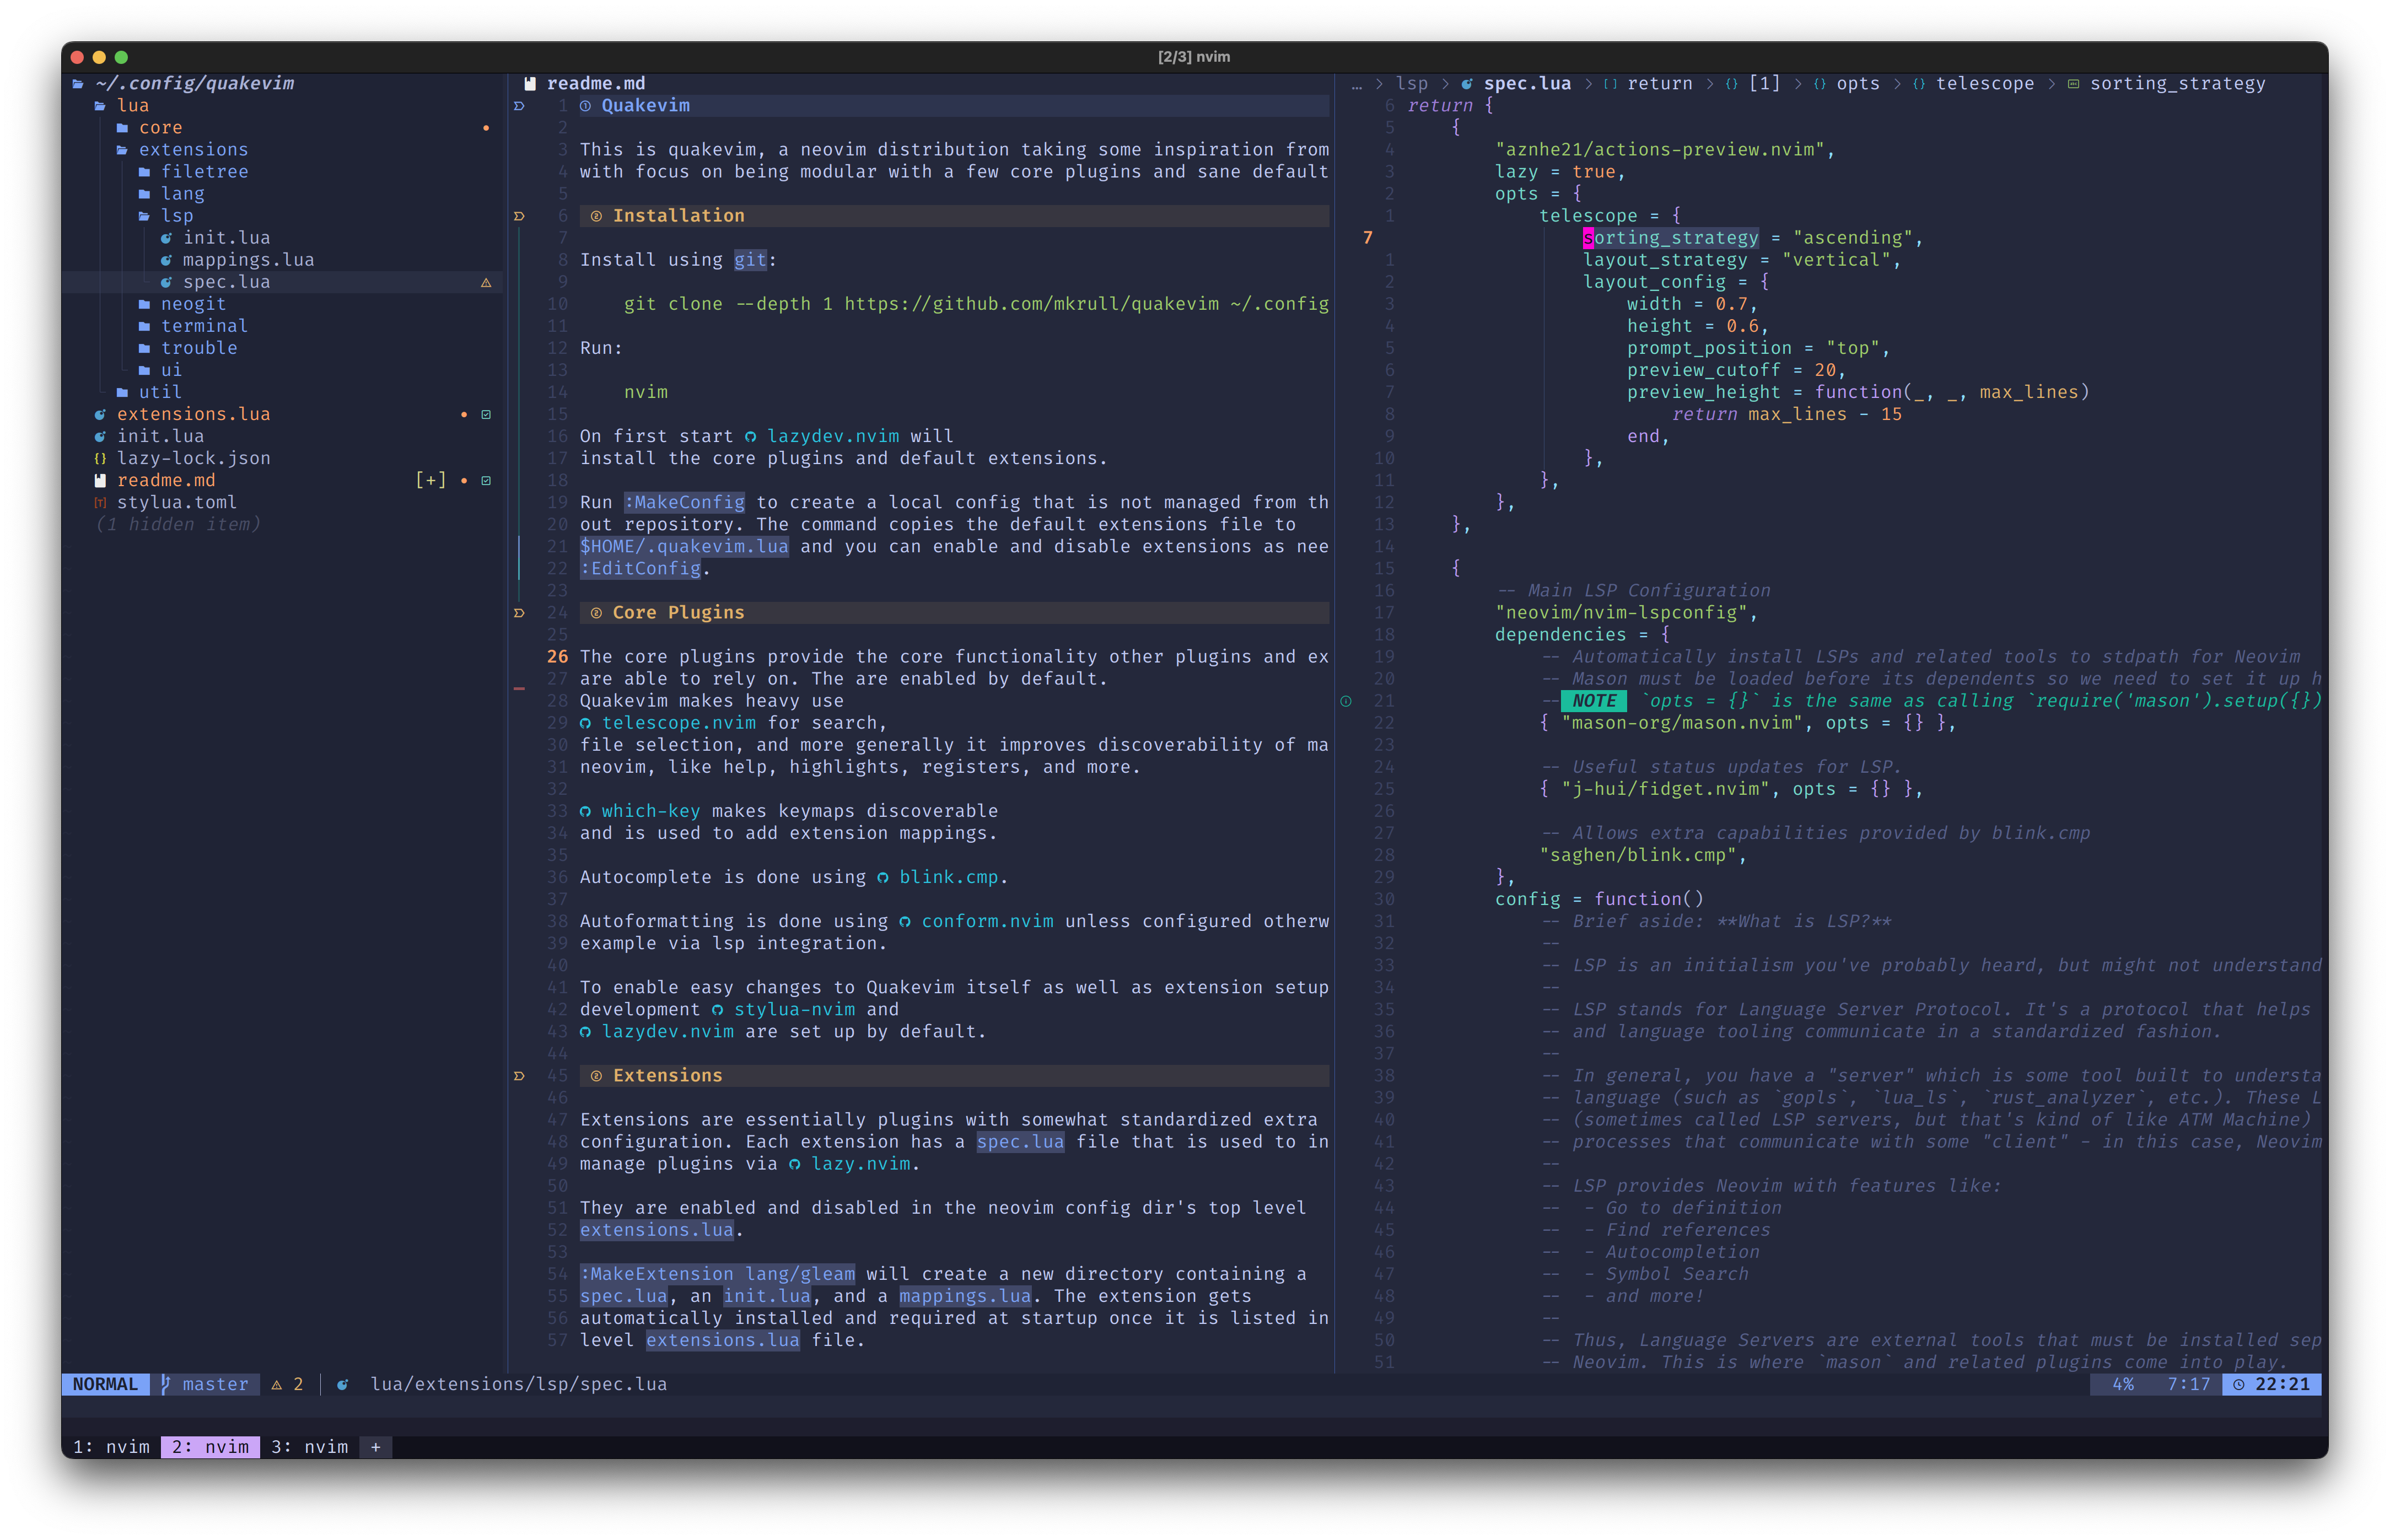 [2/3] nvim
~/.config/quakevim
lua
core
extensions
filetree
lang
lsp
init.lua
mappings.lua
spec.lua
neogit
terminal
trouble
ui
util
extensions.lua
init.lua
lazy-lock.json
readme.md [+]
stylua.toml
(1 hidden item)
readme.md
1 Quakevim
2
3 This is quakevim, a neovim distribution taking some inspiration from
4 with focus on being modular with a few core plugins and sane default
5
6 Installation
7
8 Install using git:
9
10 git clone --depth 1 https://github.com/mkrull/quakevim ~/.config
11
12 Run:
13
14 nvim
15
16 On first start lazydev.nvim will
17 install the core plugins and default extensions.
18
19 Run :MakeConfig to create a local config that is not managed from th
20 out repository. The command copies the default extensions file to
21 $HOME/.quakevim.lua and you can enable and disable extensions as nee
22 :EditConfig.
23
24 Core Plugins
25
26 The core plugins provide the core functionality other plugins and ex
27 are able to rely on. The are enabled by default.
28 Quakevim makes heavy use
29 telescope.nvim for search,
30 file selection, and more generally it improves discoverability of ma
31 neovim, like help, highlights, registers, and more.
32
33 which-key makes keymaps discoverable
34 and is used to add extension mappings.
35
36 Autocomplete is done using blink.cmp.
37
38 Autoformatting is done using conform.nvim unless configured otherw
39 example via lsp integration.
40
41 To enable easy changes to Quakevim itself as well as extension setup
42 development stylua-nvim and
43 lazydev.nvim are set up by default.
44
45 Extensions
46
47 Extensions are essentially plugins with somewhat standardized extra
48 configuration. Each extension has a spec.lua file that is used to in
49 manage plugins via lazy.nvim.
50
51 They are enabled and disabled in the neovim config dir's top level
52 extensions.lua.
53
54 :MakeExtension lang/gleam will create a new directory containing a
55 spec.lua, an init.lua, and a mappings.lua. The extension gets
56 automatically installed and required at startup once it is listed in
57 level extensions.lua file.
… > lsp > spec.lua > [] return > {} [1] > {} opts > {} telescope > sorting_strategy
6 return {
5 {
4 "aznhe21/actions-preview.nvim",
3 lazy = true,
2 opts = {
1 telescope = {
7 sorting_strategy = "ascending",
1 layout_strategy = "vertical",
2 layout_config = {
3 width = 0.7,
4 height = 0.6,
5 prompt_position = "top",
6 preview_cutoff = 20,
7 preview_height = function(_, _, max_lines)
8 return max_lines - 15
9 end,
10 },
11 },
12 },
13 },
14
15 {
16 -- Main LSP Configuration
17 "neovim/nvim-lspconfig",
18 dependencies = {
19 -- Automatically install LSPs and related tools to stdpath for Neovim
20 -- Mason must be loaded before its dependents so we need to set it up h
21 -- NOTE `opts = {}` is the same as calling `require('mason').setup({})
22 { "mason-org/mason.nvim", opts = {} },
23
24 -- Useful status updates for LSP.
25 { "j-hui/fidget.nvim", opts = {} },
26
27 -- Allows extra capabilities provided by blink.cmp
28 "saghen/blink.cmp",
29 },
30 config = function()
31 -- Brief aside: **What is LSP?**
32 --
33 -- LSP is an initialism you've probably heard, but might not understand
34 --
35 -- LSP stands for Language Server Protocol. It's a protocol that helps
36 -- and language tooling communicate in a standardized fashion.
37 --
38 -- In general, you have a "server" which is some tool built to understa
39 -- language (such as `gopls`, `lua_ls`, `rust_analyzer`, etc.). These L
40 -- (sometimes called LSP servers, but that's kind of like ATM Machine)
41 -- processes that communicate with some "client" - in this case, Neovim
42 --
43 -- LSP provides Neovim with features like:
44 -- - Go to definition
45 -- - Find references
46 -- - Autocompletion
47 -- - Symbol Search
48 -- - and more!
49 --
50 -- Thus, Language Servers are external tools that must be installed sep
51 -- Neovim. This is where `mason` and related plugins come into play.
NORMAL master 2 lua/extensions/lsp/spec.lua 4% 7:17 22:21
1: nvim 2: nvim 3: nvim +